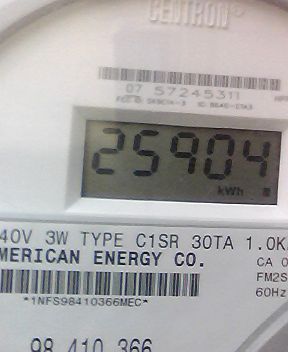 CENTRON®
07 57245311
25904
kWh
40V 3W TYPE C1SR 30TA 1.0K
MERICAN ENERGY CO.
CA 0
FM2S
60Hz
*1NFS98410366MEC*
98 410 366